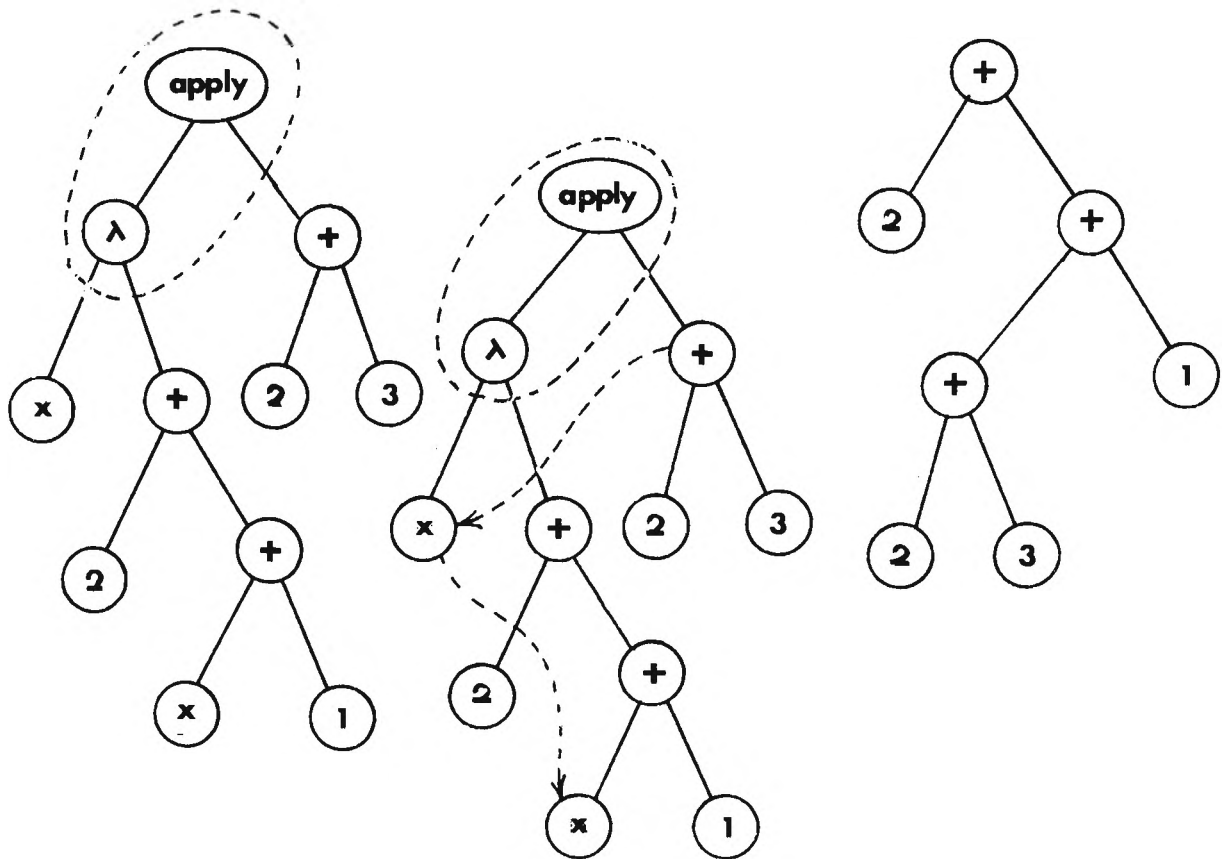 apply
λ +
x + 2 3
2 +
x 1
apply
λ +
x + 2 3
2 +
x 1
+
2 +
+ 1
2 3